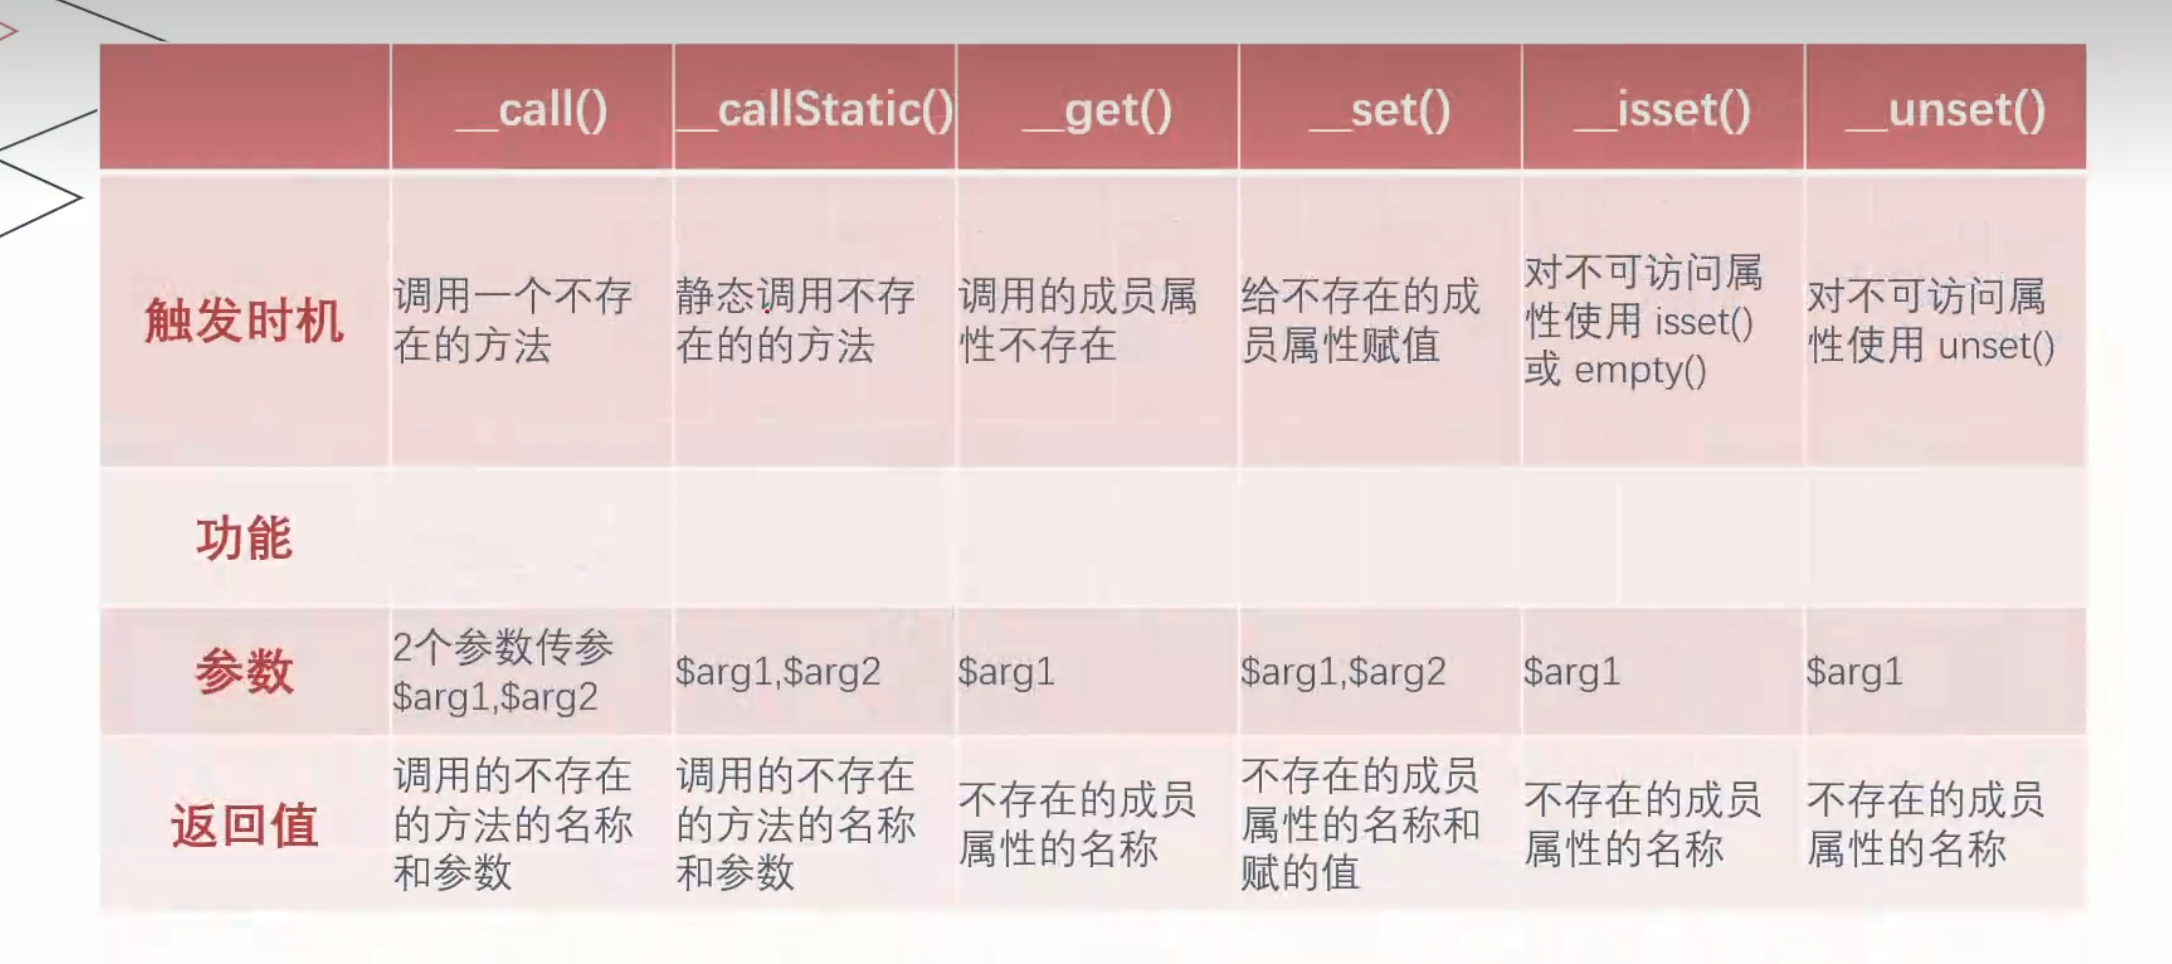 __call()
__callStatic()
__get()
__set()
__isset()
__unset()
触发时机
调用一个不存
在的方法
静态调用不存
在的的方法
调用的成员属
性不存在
给不存在的成
员属性赋值
对不可访问属
性使用 isset()
或 empty()
对不可访问属
性使用 unset()
功能
参数
2个参数传参
$arg1,$arg2
$arg1,$arg2
$arg1
$arg1,$arg2
$arg1
$arg1
返回值
调用的不存在
的方法的名称
和参数
调用的不存在
的方法的名称
和参数
不存在的成员
属性的名称
不存在的成员
属性的名称和
赋的值
不存在的成员
属性的名称
不存在的成员
属性的名称